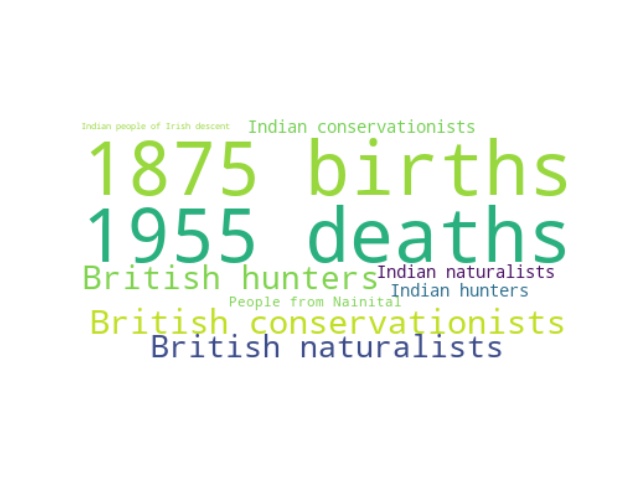 Indian people of Irish descent
Indian conservationists
1875 births
1955 deaths
British hunters
Indian naturalists
Indian hunters
People from Nainital
British conservationists
British naturalists